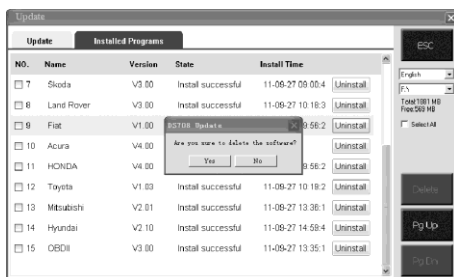 Update
Update
Installed Programs
NO. Name Version State Install Time
7 Skoda V3.00 Install successful 11-09-27 09:00:4 Uninstall
8 Land Rover V3.00 Install successful 11-09-27 10:18:3 Uninstall
9 Fiat V1.00 9:56:2 Uninstall
10 Acura V4.00 Uninstall
11 HONDA V4.00 9:56:2 Uninstall
12 Toyota V1.03 Install successful 11-09-27 10:19:2 Uninstall
13 Mitsubishi V2.01 Install successful 11-09-27 13:36:1 Uninstall
14 Hyundai V2.10 Install successful 11-09-27 14:59:4 Uninstall
15 OBDII V3.00 Install successful 11-09-27 13:35:1 Uninstall
Update
Are you sure to delete the software?
Yes No
ESC
English
F:\
Total:1981 MB
Free:569 MB
Select All
Delete
Pg Up
Pg Dn